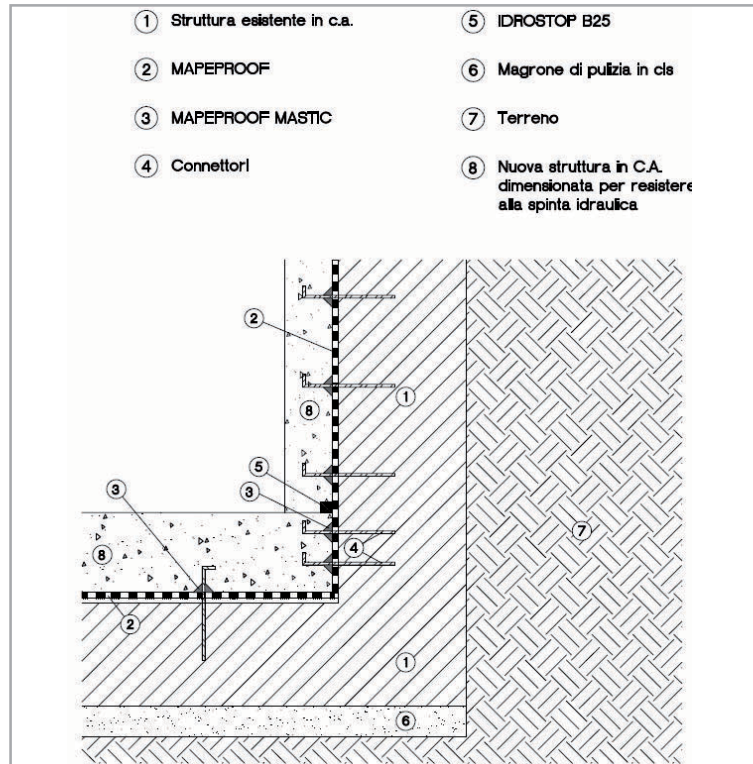 1 Struttura esistente in c.a.
2 MAPEPROOF
3 MAPEPROOF MASTIC
4 Connettori
5 IDROSTOP B25
6 Magrone di pulizia in cls
7 Terreno
8 Nuova struttura in C.A.
dimensionata per resistere
alla spinta idraulica
2
1
8
5
3
3
4
7
8
2
1
6